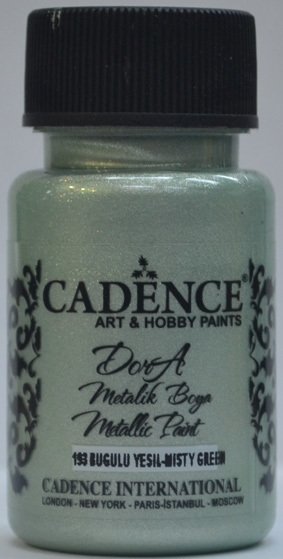 CADENCE®
ART & HOBBY PAINTS
DorA
Metalik Boya
Metallic Paint
193 BUGULU YESIL-MISTY GREEN
CADENCE INTERNATIONAL
LONDON - NEW YORK - PARIS-İSTANBUL - MOSCOW